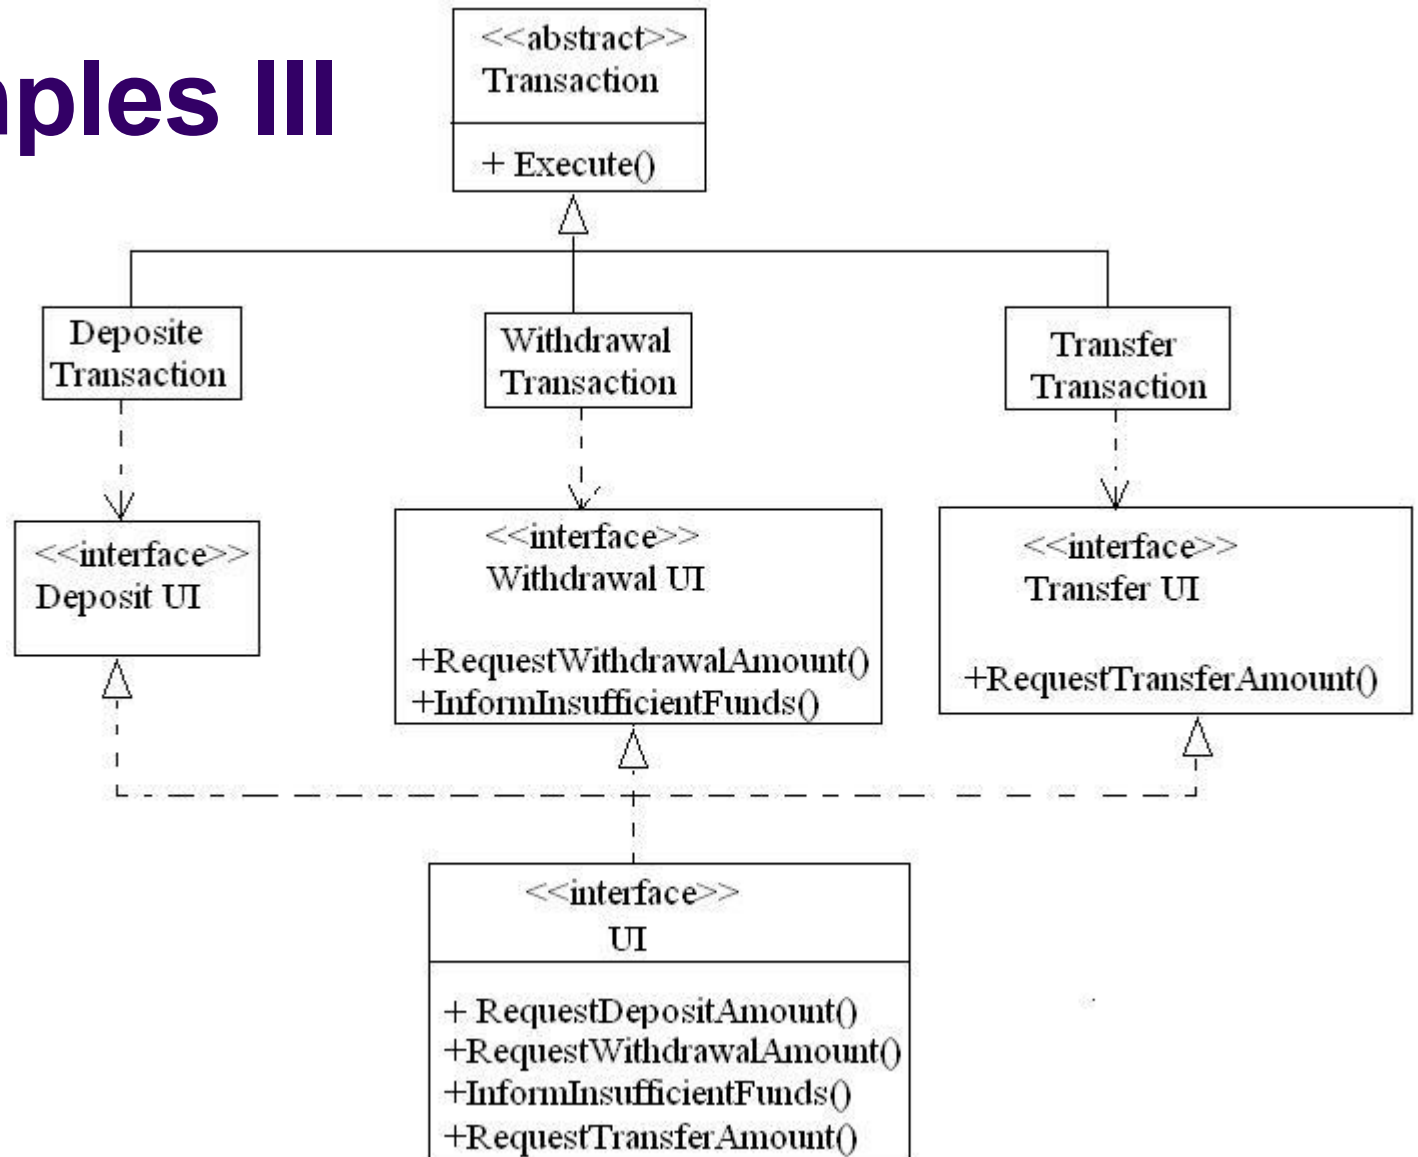 ples III
<<abstract>>
Transaction
+ Execute()
Deposite
Transaction
Withdrawal
Transaction
Transfer
Transaction
<<interface>>
Deposit UI
<<interface>>
Withdrawal UI
+RequestWithdrawalAmount()
+InformInsufficientFunds()
<<interface>>
Transfer UI
+RequestTransferAmount()
<<interface>>
UI
+ RequestDepositAmount()
+RequestWithdrawalAmount()
+InformInsufficientFunds()
+RequestTransferAmount()